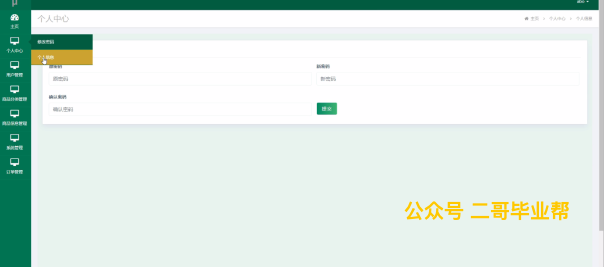 个人中心
主页 > 个人中心 > 个人信息
主页
个人中心
修改密码
个人信息
用户管理
商品分类管理
商品信息管理
系统管理
订单管理
原密码
新密码
原密码
新密码
确认密码
确认密码
提交
公众号 二哥毕业帮